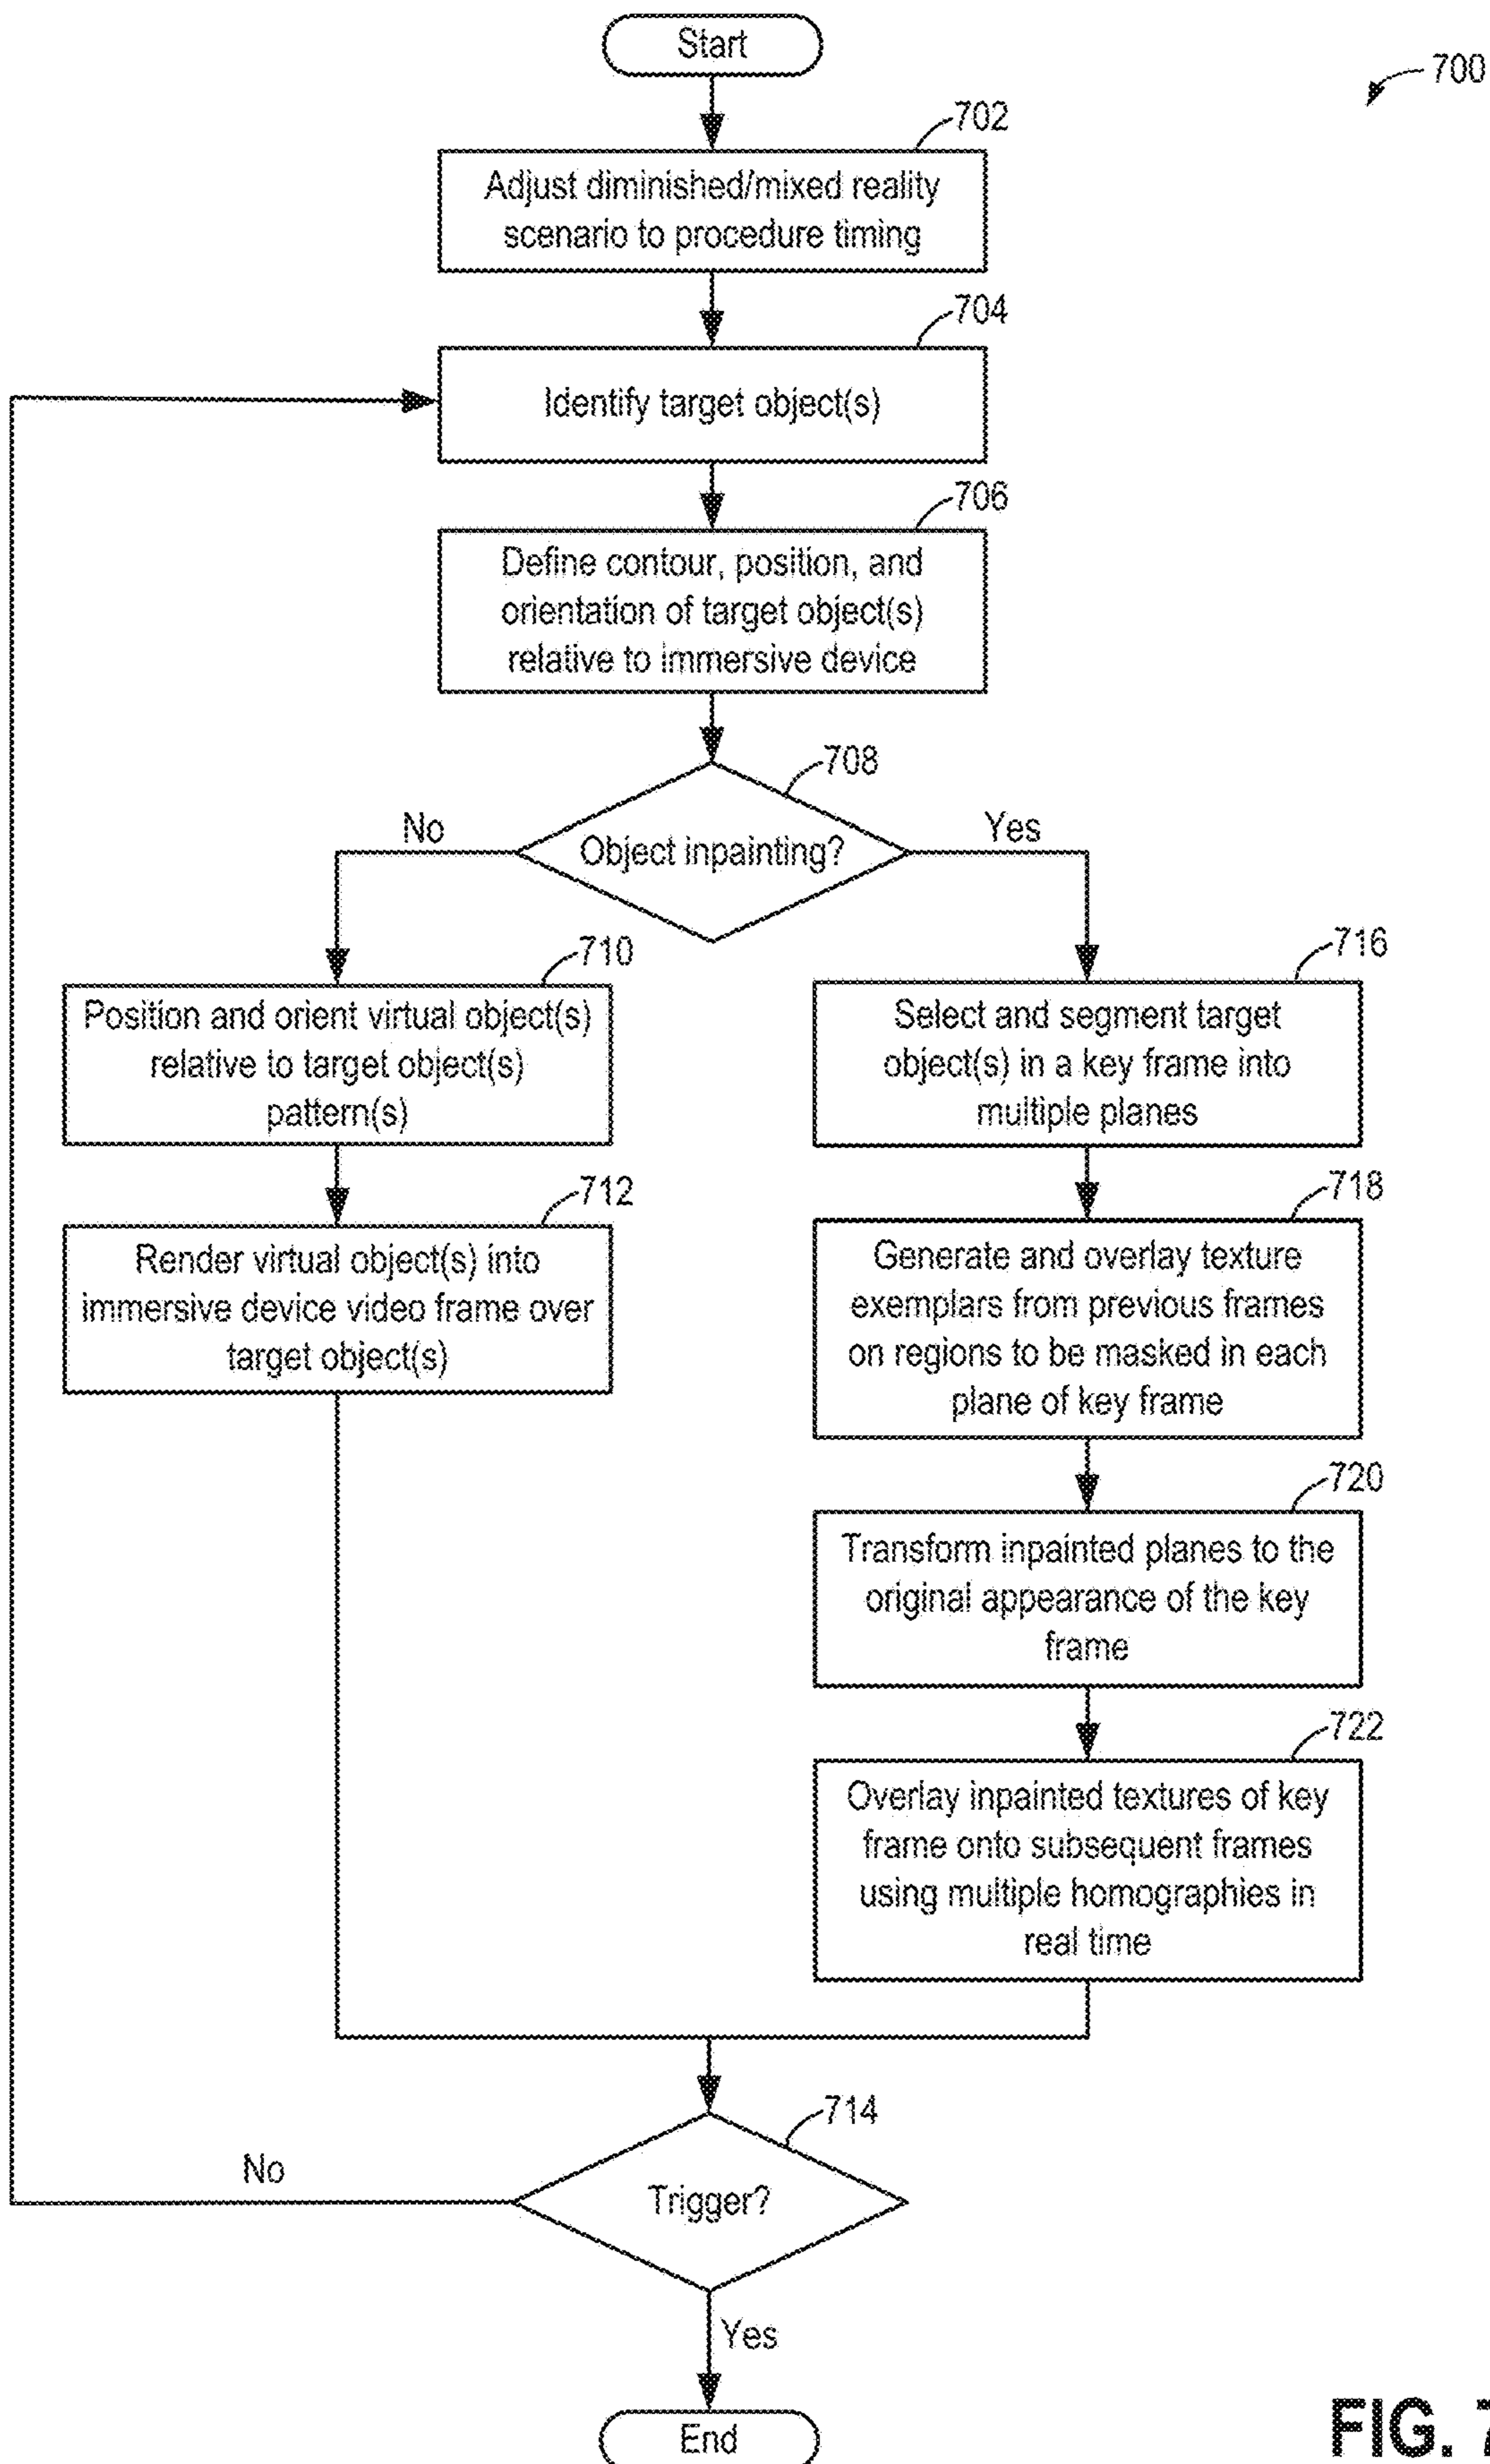 Start
700
702
Adjust diminished/mixed reality
scenario to procedure timing
704
Identify target object(s)
706
Define contour, position, and
orientation of target object(s)
relative to immersive device
708
Object inpainting?
No
Yes
710
Position and orient virtual object(s)
relative to target object(s)
pattern(s)
712
Render virtual object(s) into
immersive device video frame over
target object(s)
716
Select and segment target
object(s) in a key frame into
multiple planes
718
Generate and overlay texture
exemplars from previous frames
on regions to be masked in each
plane of key frame
720
Transform inpainted planes to the
original appearance of the key
frame
722
Overlay inpainted textures of key
frame onto subsequent frames
using multiple homographies in
real time
714
Trigger?
No
Yes
End
FIG. 7